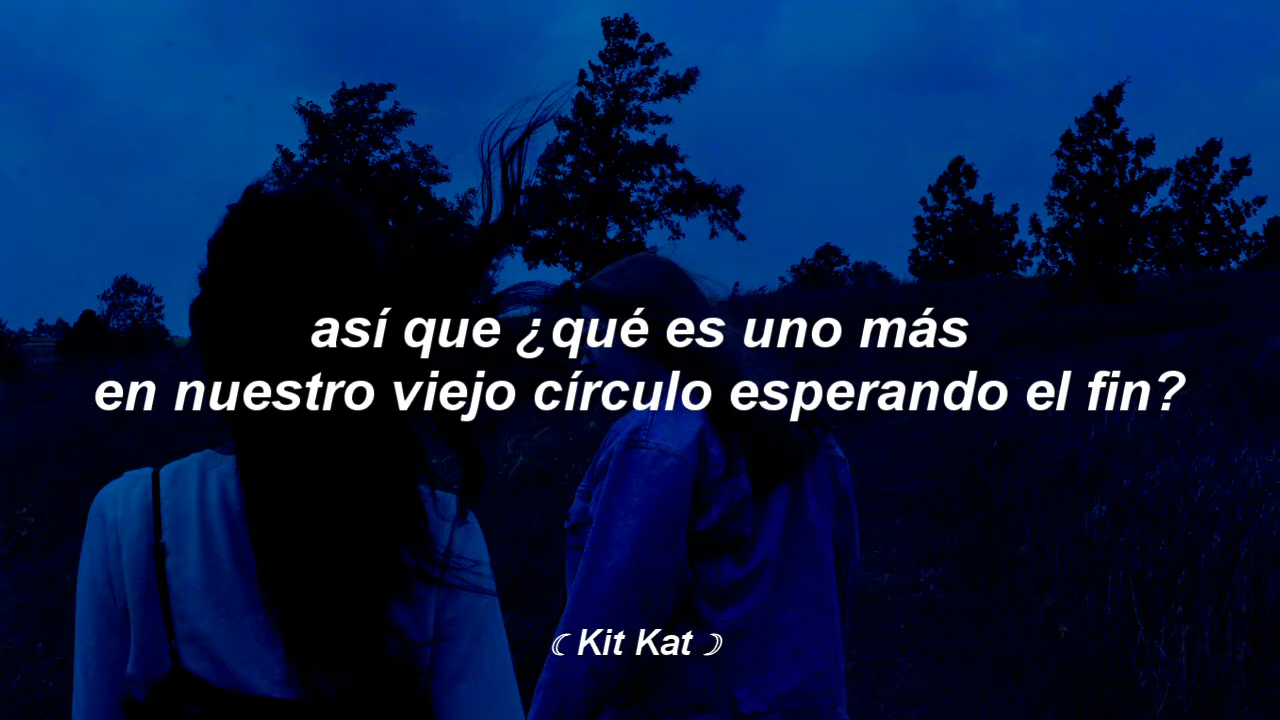 así que ¿qué es uno más
en nuestro viejo círculo esperando el fin?
☾Kit Kat☽